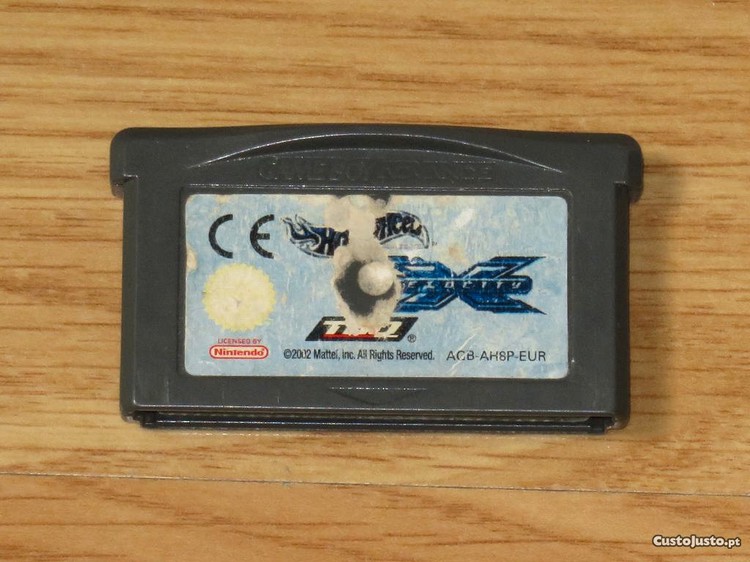 GAME BOY ADVANCE
CE
HOT WHEELS
VELOCITY X
THQ
®
LICENSED BY
Nintendo
©2002 Mattel, Inc. All Rights Reserved.
AGB-AH8P-EUR
CustoJusto.pt